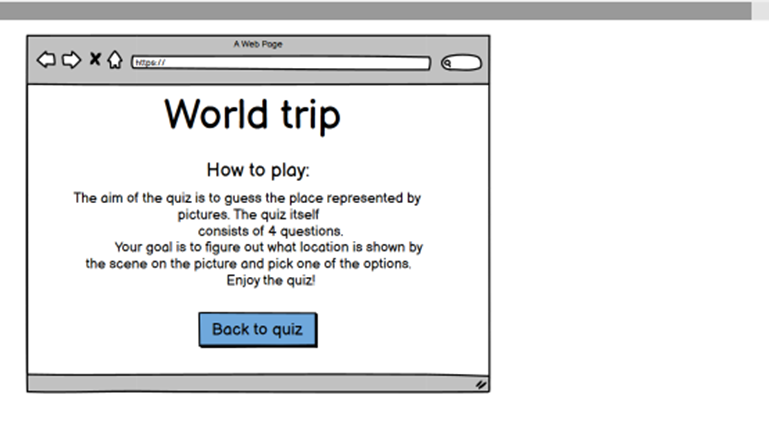 A Web Page
https://
World trip
How to play:
The aim of the quiz is to guess the place represented by
pictures. The quiz itself
consists of 4 questions.
Your goal is to figure out what location is shown by
the scene on the picture and pick one of the options.
Enjoy the quiz!
Back to quiz